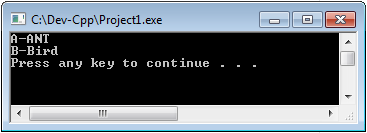 C:\Dev-Cpp\Project1.exe
A-ANT
B-Bird
Press any key to continue . . .